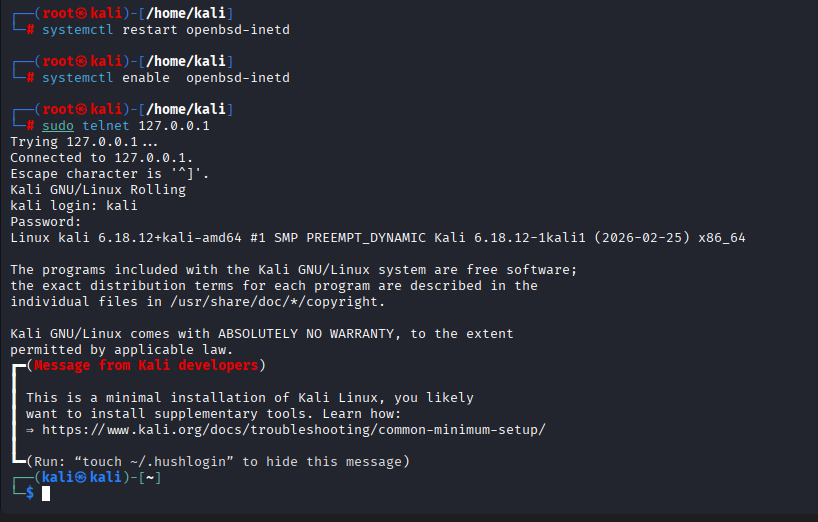 ┌──(root㉿kali)-[/home/kali]
└─# systemctl restart openbsd-inetd
┌──(root㉿kali)-[/home/kali]
└─# systemctl enable  openbsd-inetd
┌──(root㉿kali)-[/home/kali]
└─# sudo telnet 127.0.0.1
Trying 127.0.0.1...
Connected to 127.0.0.1.
Escape character is '^]'.
Kali GNU/Linux Rolling
kali login: kali
Password:
Linux kali 6.18.12+kali-amd64 #1 SMP PREEMPT_DYNAMIC Kali 6.18.12-1kali1 (2026-02-25) x86_64
The programs included with the Kali GNU/Linux system are free software;
the exact distribution terms for each program are described in the
individual files in /usr/share/doc/*/copyright.
Kali GNU/Linux comes with ABSOLUTELY NO WARRANTY, to the extent
permitted by applicable law.
┏━(Message from Kali developers)
┃
┃ This is a minimal installation of Kali Linux, you likely
┃ want to install supplementary tools. Learn how:
┃ ⇒ https://www.kali.org/docs/troubleshooting/common-minimum-setup/
┃
┗━(Run: “touch ~/.hushlogin” to hide this message)
┌──(kali㉿kali)-[~]
└─$